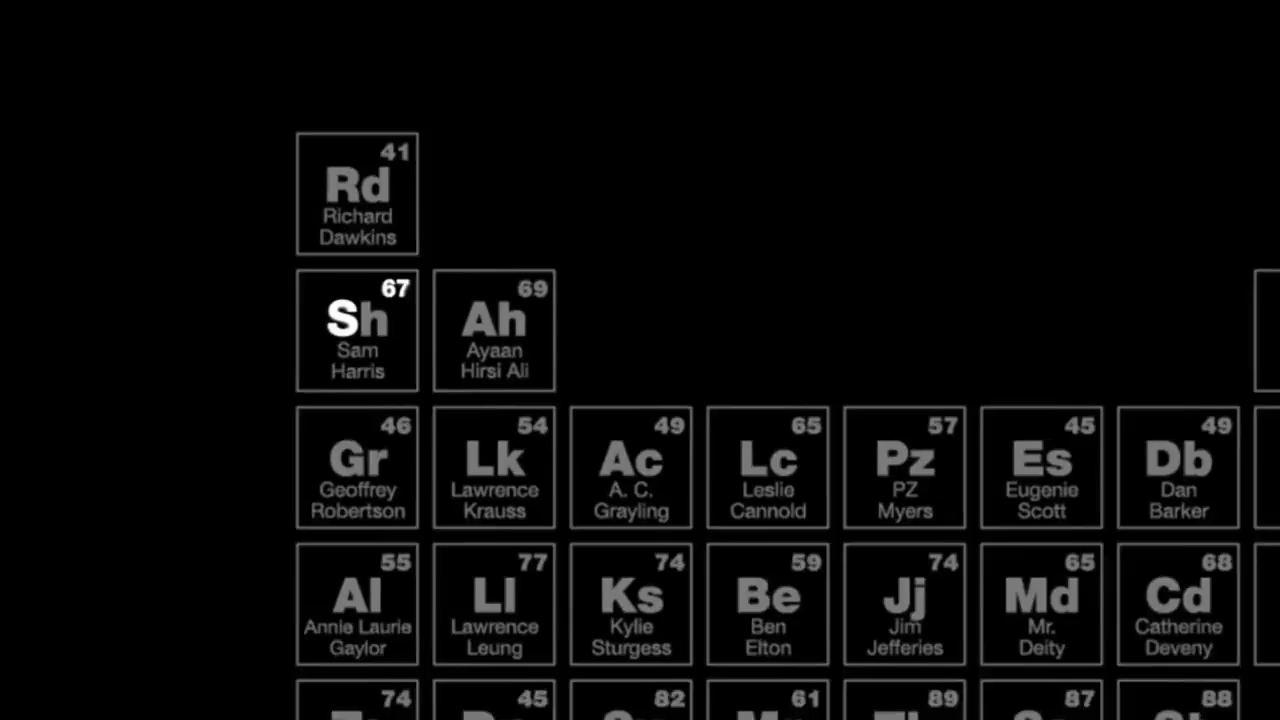 41
Rd
Richard
Dawkins
67 69
Sh Ah
Sam Ayaan
Harris Hirsi Ali
46 54 49 65 57 45 49
Gr Lk Ac Lc Pz Es Db
Geoffrey Lawrence A. C. Leslie PZ Eugenie Dan
Robertson Krauss Grayling Cannold Myers Scott Barker
55 77 74 59 74 65 68
Al Ll Ks Be Jj Md Cd
Annie Laurie Lawrence Kylie Ben Jim Mr. Catherine
Gaylor Leung Sturgess Elton Jefferies Deity Deveny
74 45 82 61 89 87 88